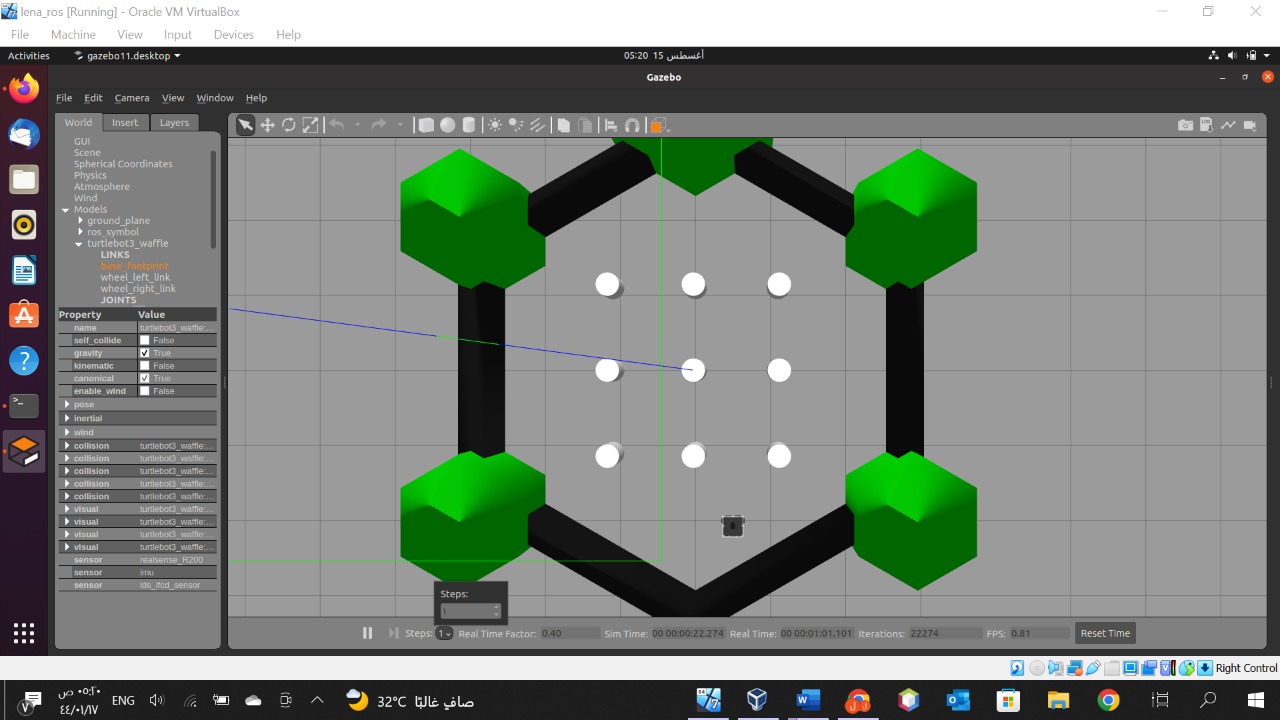 lena_ros [Running] - Oracle VM VirtualBox
File Machine View Input Devices Help
Activities gazebo11.desktop 05:20 15 أغسطس
Gazebo
File Edit Camera View Window Help
World Insert Layers
GUI
Scene
Spherical Coordinates
Physics
Atmosphere
Wind
Models
ground_plane
ros_symbol
turtlebot3_waffle
LINKS
base_footprint
wheel_left_link
wheel_right_link
JOINTS
Property Value
name turtlebot3_waffle:...
self_collide False
gravity True
kinematic False
canonical True
enable_wind False
pose
inertial
wind
collision turtlebot3_waffle:...
collision turtlebot3_waffle:...
collision turtlebot3_waffle:...
collision turtlebot3_waffle:...
collision turtlebot3_waffle:...
visual turtlebot3_waffle:...
visual turtlebot3_waffle:...
visual turtlebot3_waffle:...
visual turtlebot3_waffle:...
sensor realsense_R200
sensor imu
sensor lds_lfcd_sensor
Steps:
1
Steps: 1 Real Time Factor: 0.40 Sim Time: 00 00:00:22.274 Real Time: 00 00:01:01.101 Iterations: 22274 FPS: 0.81 Reset Time
Right Control
٠٥:٢٠ ص
٤٤/٠١/١٧
ENG
32°C صافي غالبًا